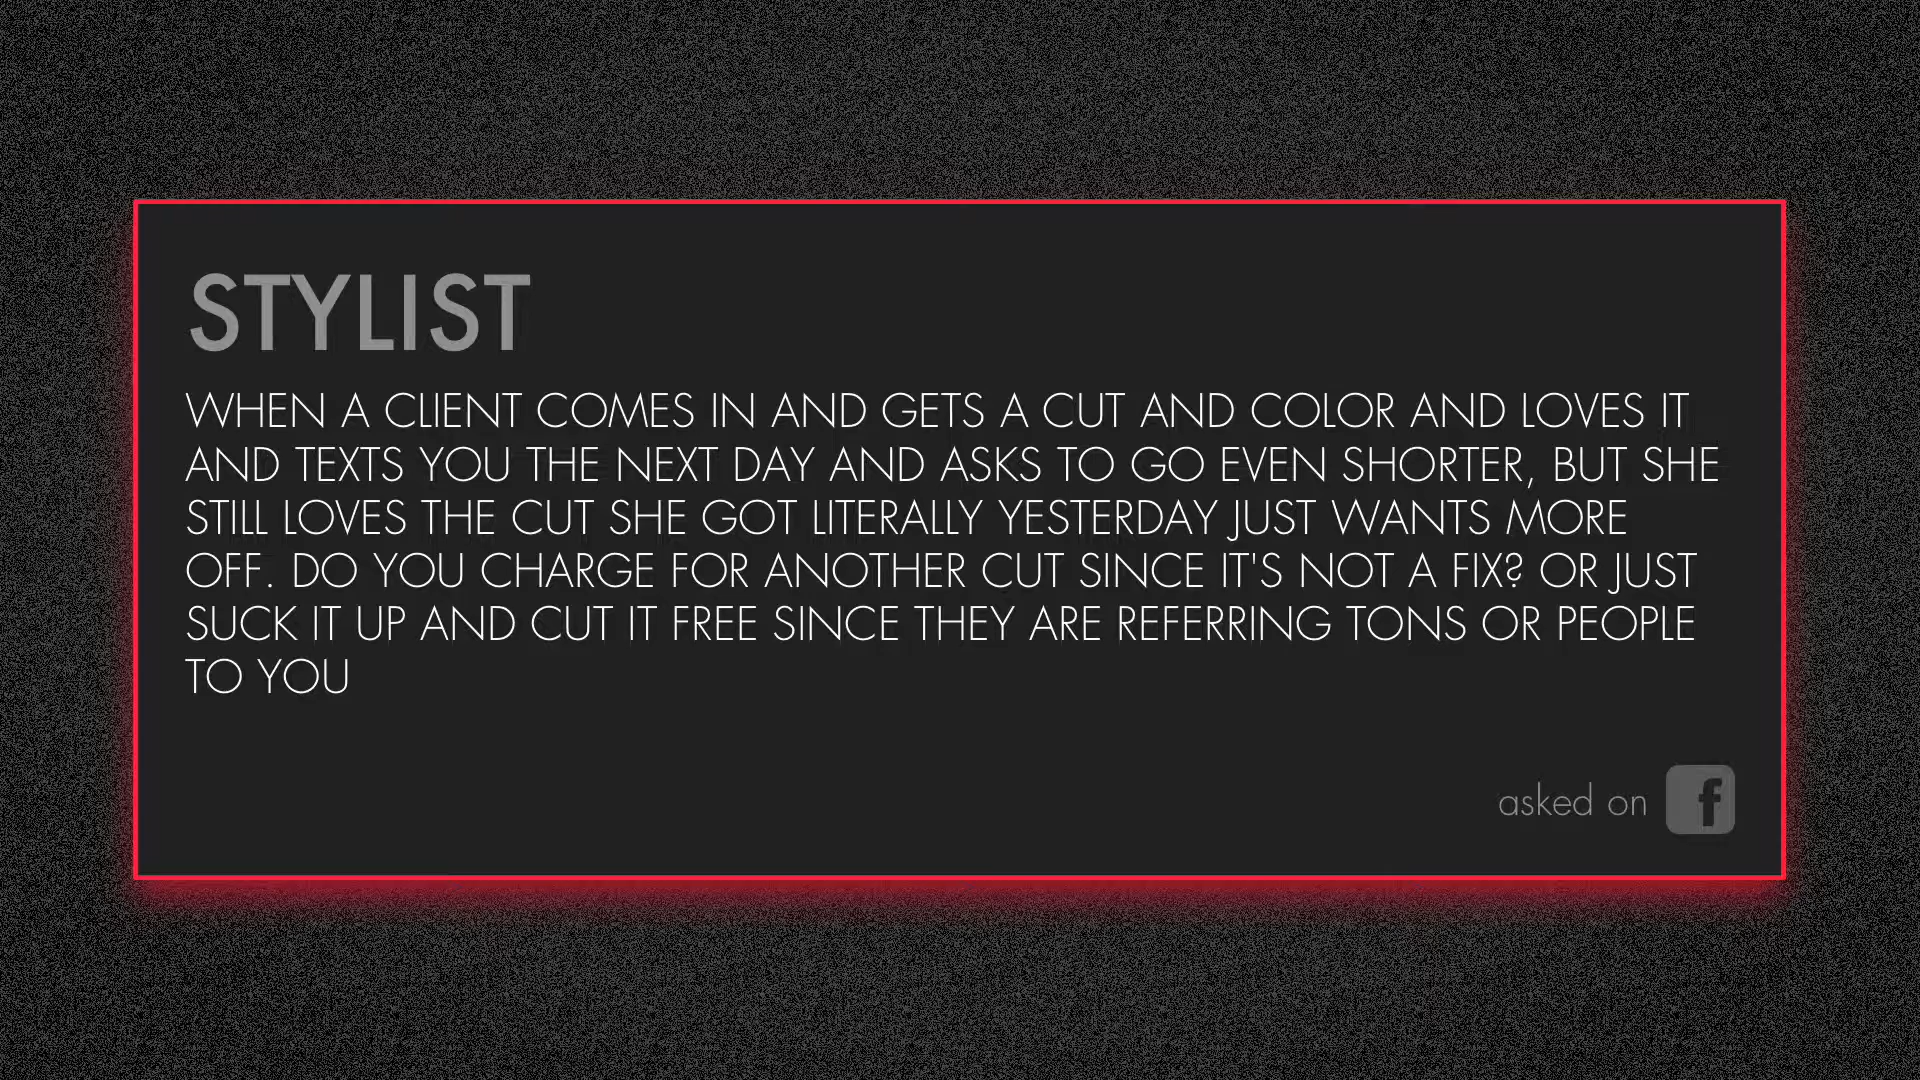 STYLIST
WHEN A CLIENT COMES IN AND GETS A CUT AND COLOR AND LOVES IT
AND TEXTS YOU THE NEXT DAY AND ASKS TO GO EVEN SHORTER, BUT SHE
STILL LOVES THE CUT SHE GOT LITERALLY YESTERDAY JUST WANTS MORE
OFF. DO YOU CHARGE FOR ANOTHER CUT SINCE IT'S NOT A FIX? OR JUST
SUCK IT UP AND CUT IT FREE SINCE THEY ARE REFERRING TONS OR PEOPLE
TO YOU
asked on f